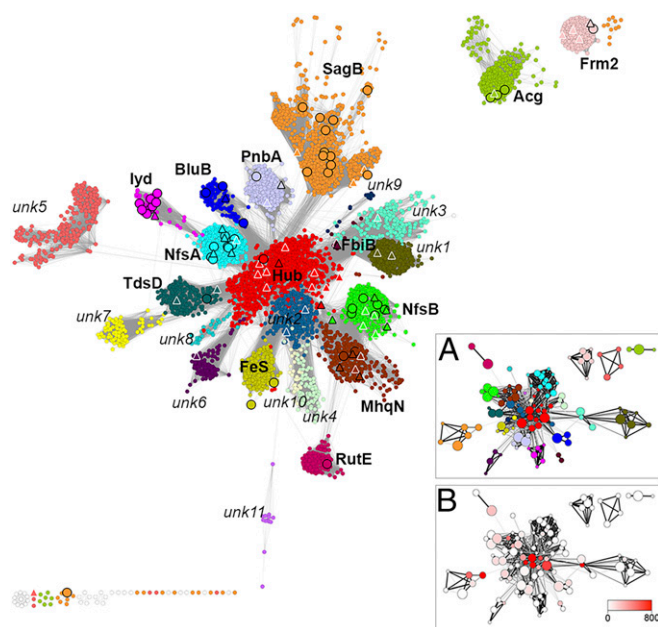 SagB
Frm2
Acg
PnbA
BluB
Iyd
unk9
unk3
unk5
FbiB
unk1
NfsA
Hub
TdsD
NfsB
unk2
unk7
unk8
FeS
unk6
unk10
unk4
MhqN
RutE
unk11
A
B
0 800